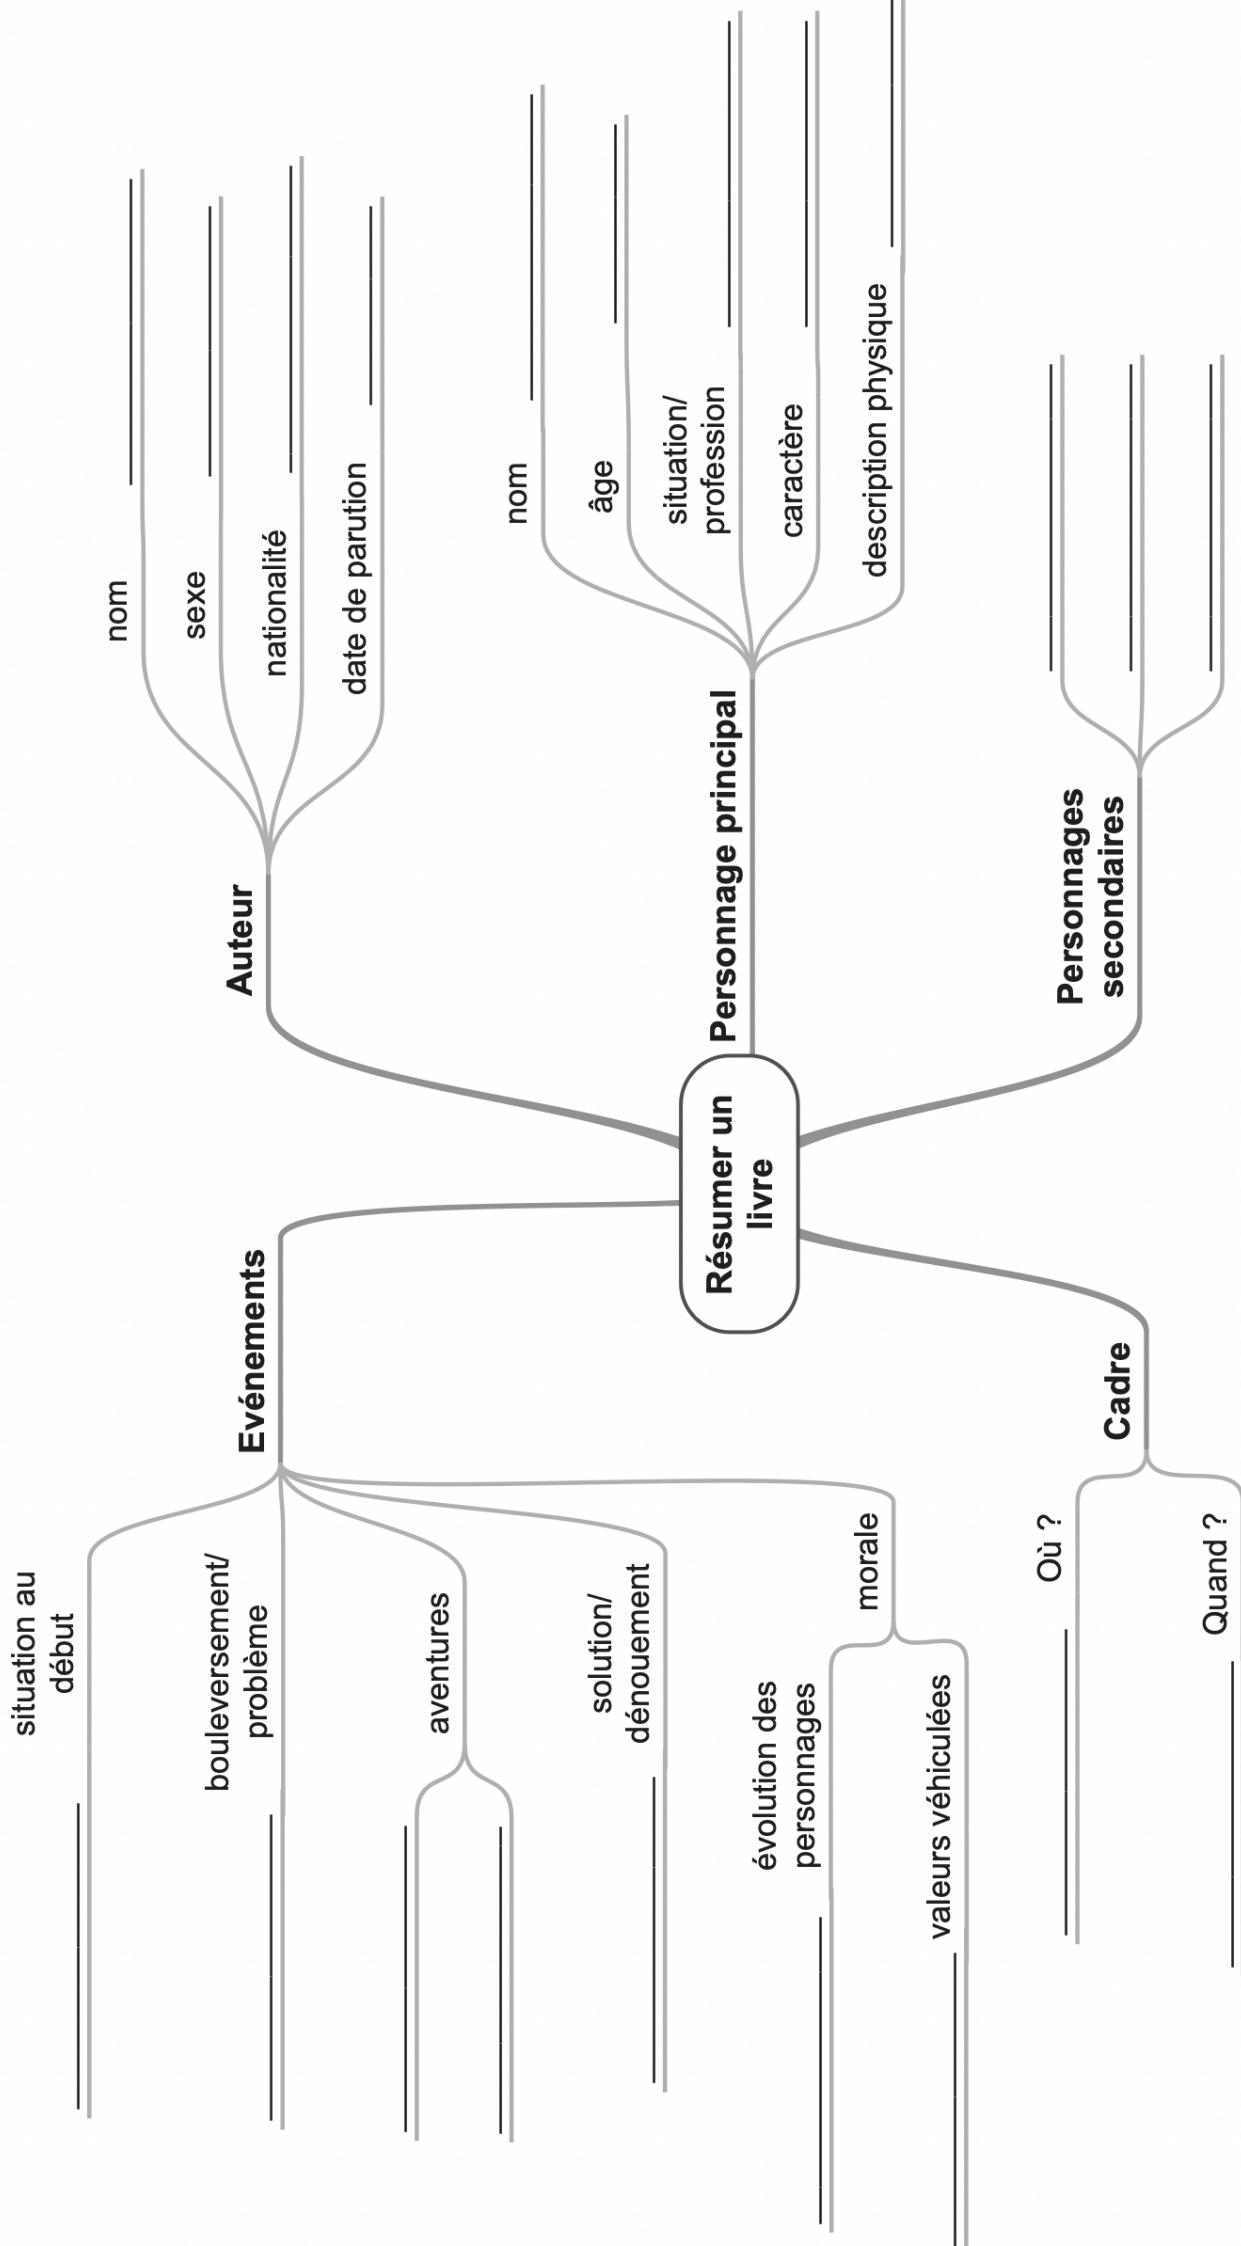 Résumer un
livre
Auteur
nom
sexe
nationalité
date de parution
Personnage principal
nom
âge
situation/
profession
caractère
description physique
Personnages
secondaires
Evénements
situation au
début
bouleversement/
problème
aventures
solution/
dénouement
morale
évolution des
personnages
valeurs véhiculées
Cadre
Où ?
Quand ?